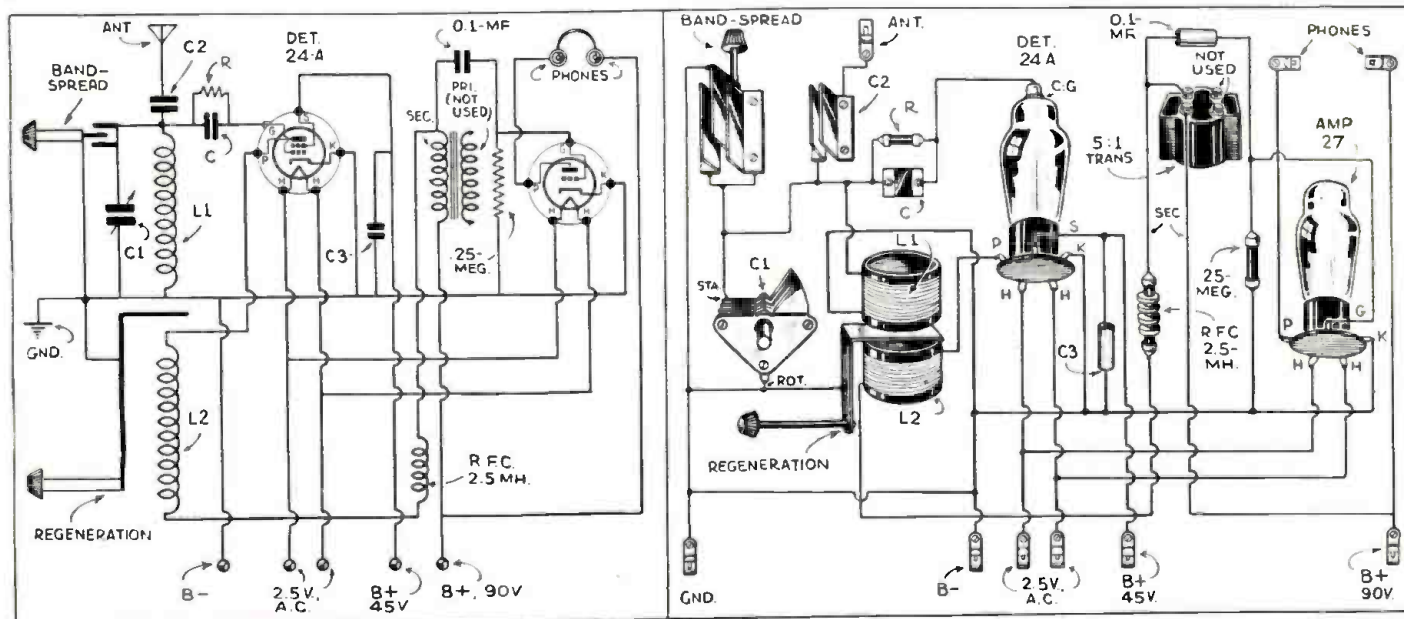 ANT.
C2
R
DET.
24-A
0.1-MF.
BAND-
SPREAD
PRI.
(NOT
USED)
PHONES
SEC.
C
G
S
P
K
H
H
G
P
K
H
H
L1
C1
C3
.25-
MEG.
GND.
L2
R.F.C.
2.5 MH.
REGENERATION
B-
2.5V.,
A.C.
B+
45V.
B+, 90V.
BAND-SPREAD
ANT.
DET.
24A
0.1-
MF.
PHONES
C2
C:G
NOT
USED
R
AMP
27
5:1
TRANS
C
SEC.
L1
S
P
K
C1
STA.
H
H
.25-
MEG.
G
P
K
R.F.C.
2.5-
MH.
H
H
C3
ROT.
L2
REGENERATION
GND.
B-
2.5V.,
A.C.
B+
45V.
B+
90V.